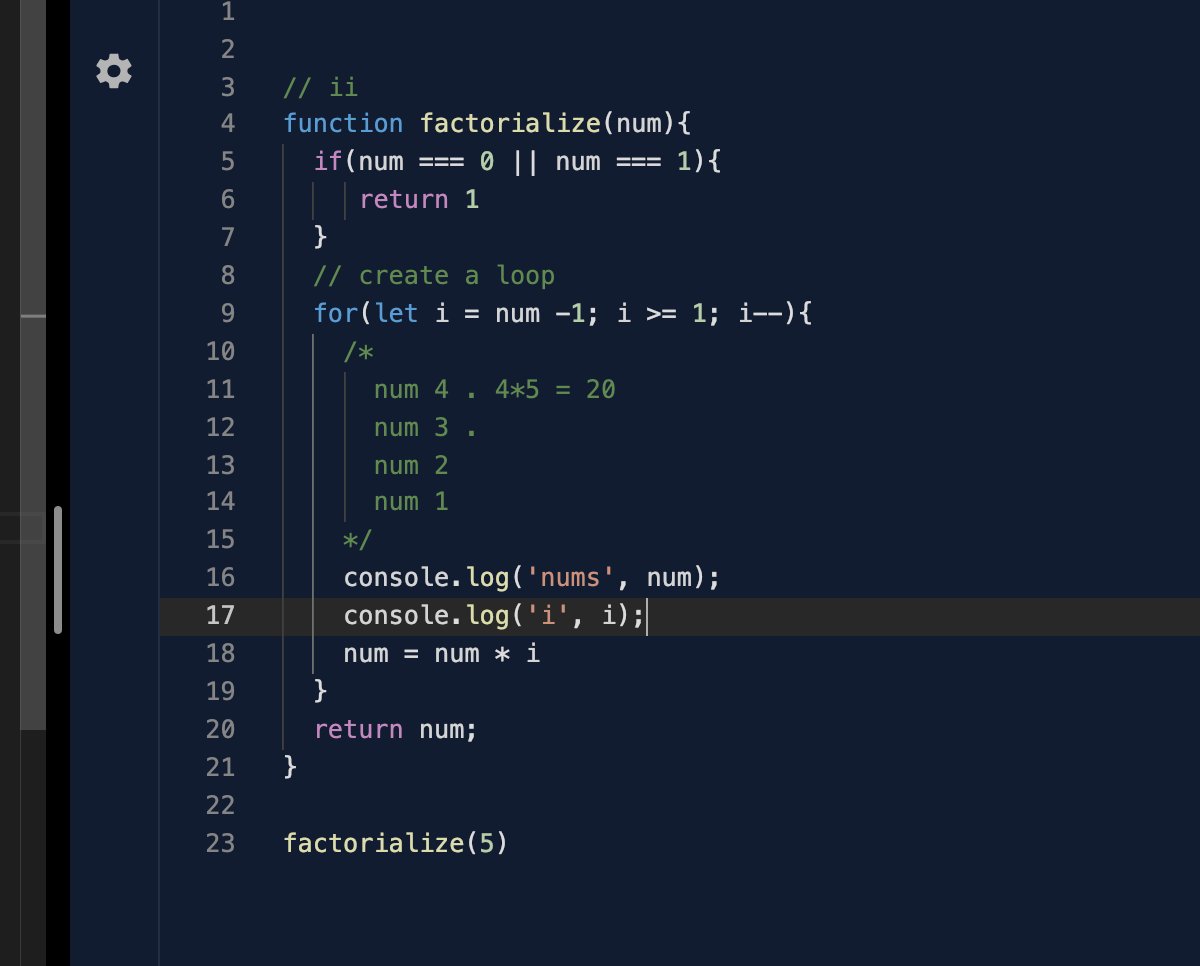 1
2
3 // ii
4 function factorialize(num){
5 if(num === 0 || num === 1){
6 return 1
7 }
8 // create a loop
9 for(let i = num -1; i >= 1; i--){
10 /*
11 num 4 . 4*5 = 20
12 num 3 .
13 num 2
14 num 1
15 */
16 console.log('nums', num);
17 console.log('i', i);
18 num = num * i
19 }
20 return num;
21 }
22
23 factorialize(5)